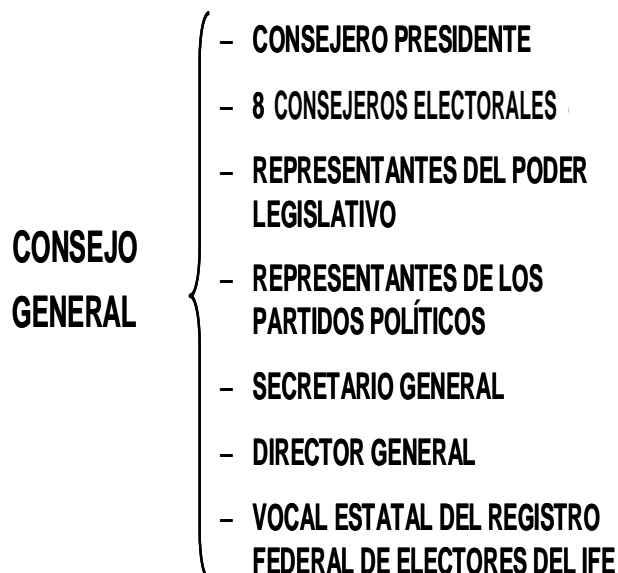 CONSEJO
GENERAL
– CONSEJERO PRESIDENTE
– 8 CONSEJEROS ELECTORALES
– REPRESENTANTES DEL PODER
LEGISLATIVO
– REPRESENTANTES DE LOS
PARTIDOS POLÍTICOS
– SECRETARIO GENERAL
– DIRECTOR GENERAL
– VOCAL ESTATAL DEL REGISTRO
FEDERAL DE ELECTORES DEL IFE